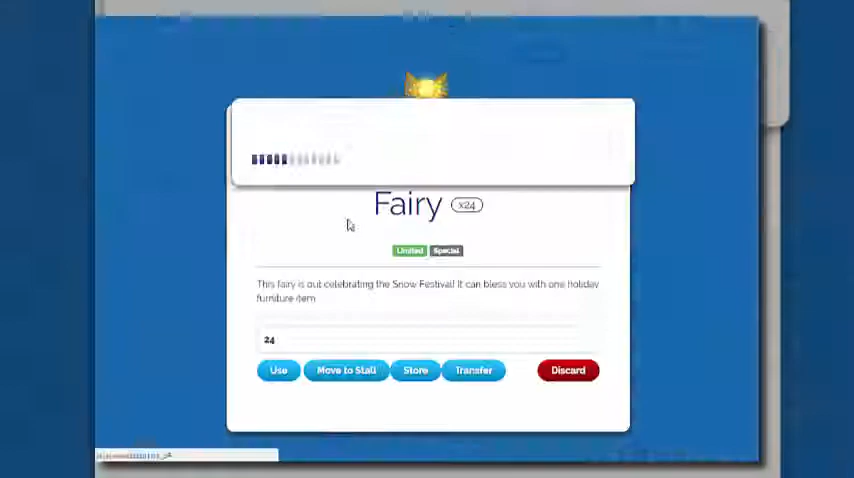 Fairy x24
Limited Special
This fairy is out celebrating the Snow Festival! It can bless you with one holiday
furniture item
24
Use Move to Stall Store Transfer Discard